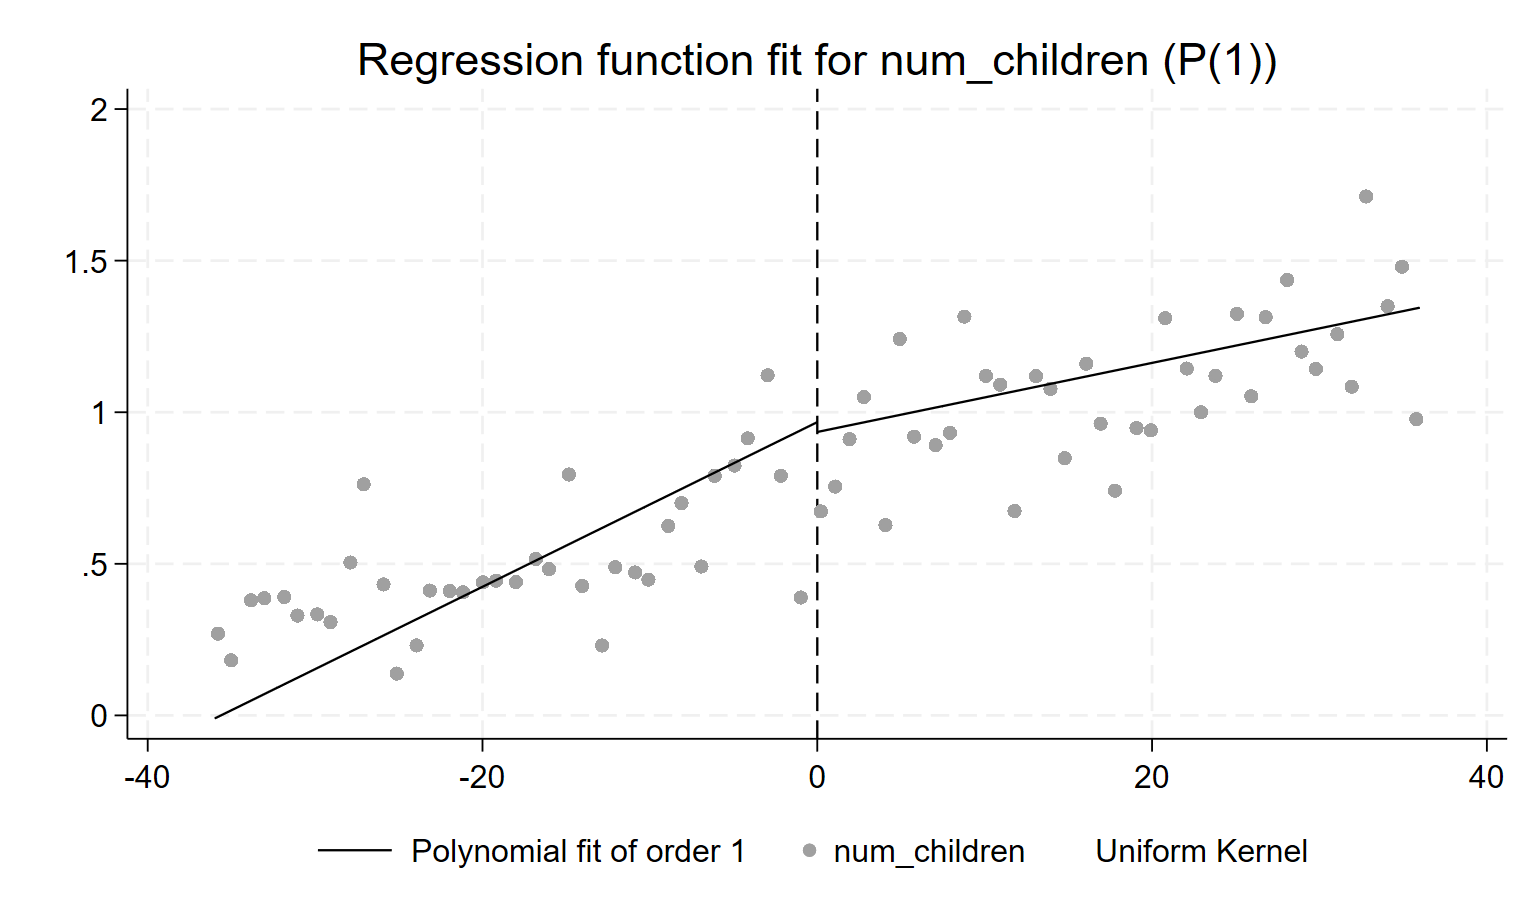 Regression function fit for num_children (P(1))
2
1.5
1
.5
0
-40 -20 0 20 40
Polynomial fit of order 1 num_children Uniform Kernel